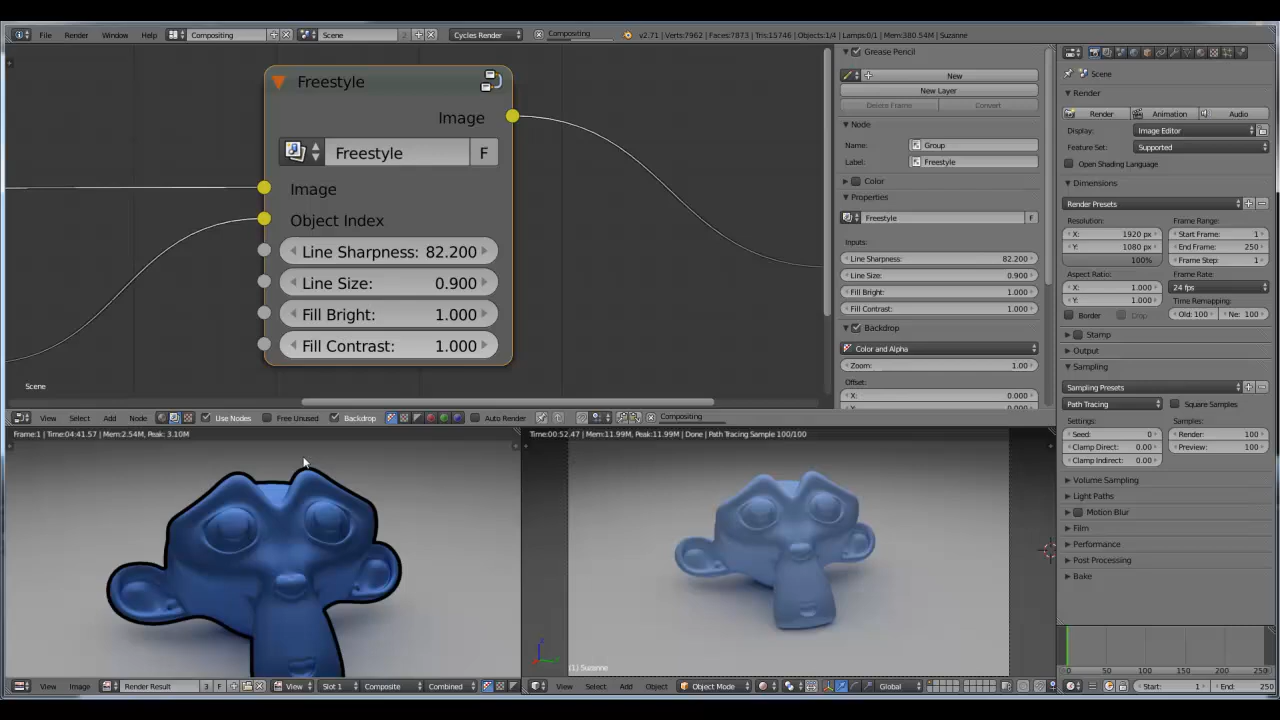 File Render Window Help Compositing Scene 2 Cycles Render Compositing v2.71 | Verts:7962 | Faces:7873 | Tris:15746 | Objects:1/4 | Lamps:0/1 | Mem:380.54M | Suzanne
Freestyle
Image
Freestyle F
Image
Object Index
Line Sharpness: 82.200
Line Size: 0.900
Fill Bright: 1.000
Fill Contrast: 1.000
Scene
View Select Add Node Use Nodes Free Unused Backdrop Auto Render Compositing
Grease Pencil
New
New Layer
Delete Frame Convert
Node
Name: Group
Label: Freestyle
Color
Properties
Freestyle F
Inputs:
Line Sharpness: 82.200
Line Size: 0.900
Fill Bright: 1.000
Fill Contrast: 1.000
Backdrop
Color and Alpha
Zoom: 1.00
Offset:
X: 0.000
Y: 0.000
Scene
Render
Render Animation Audio
Display: Image Editor
Feature Set: Supported
Open Shading Language
Dimensions
Render Presets
Resolution: Frame Range:
X: 1920 px Start Frame: 1
Y: 1080 px End Frame: 250
100% Frame Step: 1
Aspect Ratio: Frame Rate:
X: 1.000 24 fps
Y: 1.000 Time Remapping:
Border Crop Old: 100 Ne: 100
Stamp
Output
Sampling
Sampling Presets
Path Tracing Square Samples
Settings: Samples:
Seed: 0 Render: 100
Clamp Direct: 0.00 Preview: 100
Clamp Indirect: 0.00
Volume Sampling
Light Paths
Motion Blur
Film
Performance
Post Processing
Bake
Frame:1 | Time:04:41.57 | Mem:2.54M, Peak: 3.10M
Time:00:52.47 | Mem:11.99M, Peak:11.99M | Done | Path Tracing Sample 100/100
(1) Suzanne
View Image Render Result 3 F View Slot 1 Composite Combined
View Select Add Object Object Mode Global
0 50 100 150 200 250
Start: 1 End: 250